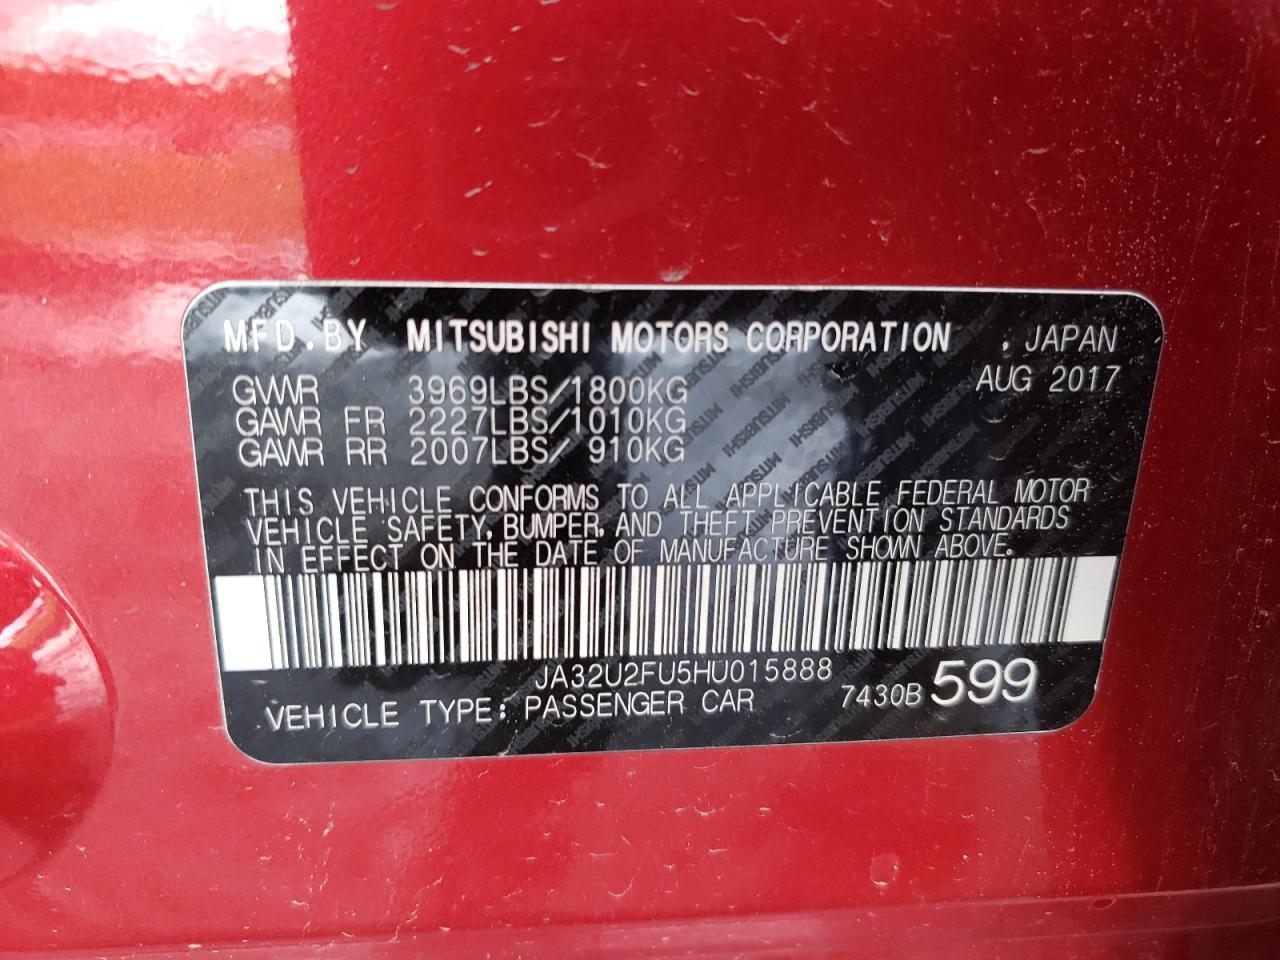 MFD.BY MITSUBISHI MOTORS CORPORATION , JAPAN
GVWR 3969LBS/1800KG AUG 2017
GAWR FR 2227LBS/1010KG
GAWR RR 2007LBS/ 910KG
THIS VEHICLE CONFORMS TO ALL APPLICABLE FEDERAL MOTOR
VEHICLE SAFETY, BUMPER, AND THEFT PREVENTION STANDARDS
IN EFFECT ON THE DATE OF MANUFACTURE SHOWN ABOVE.
JA32U2FU5HU015888
VEHICLE TYPE: PASSENGER CAR 7430B 599